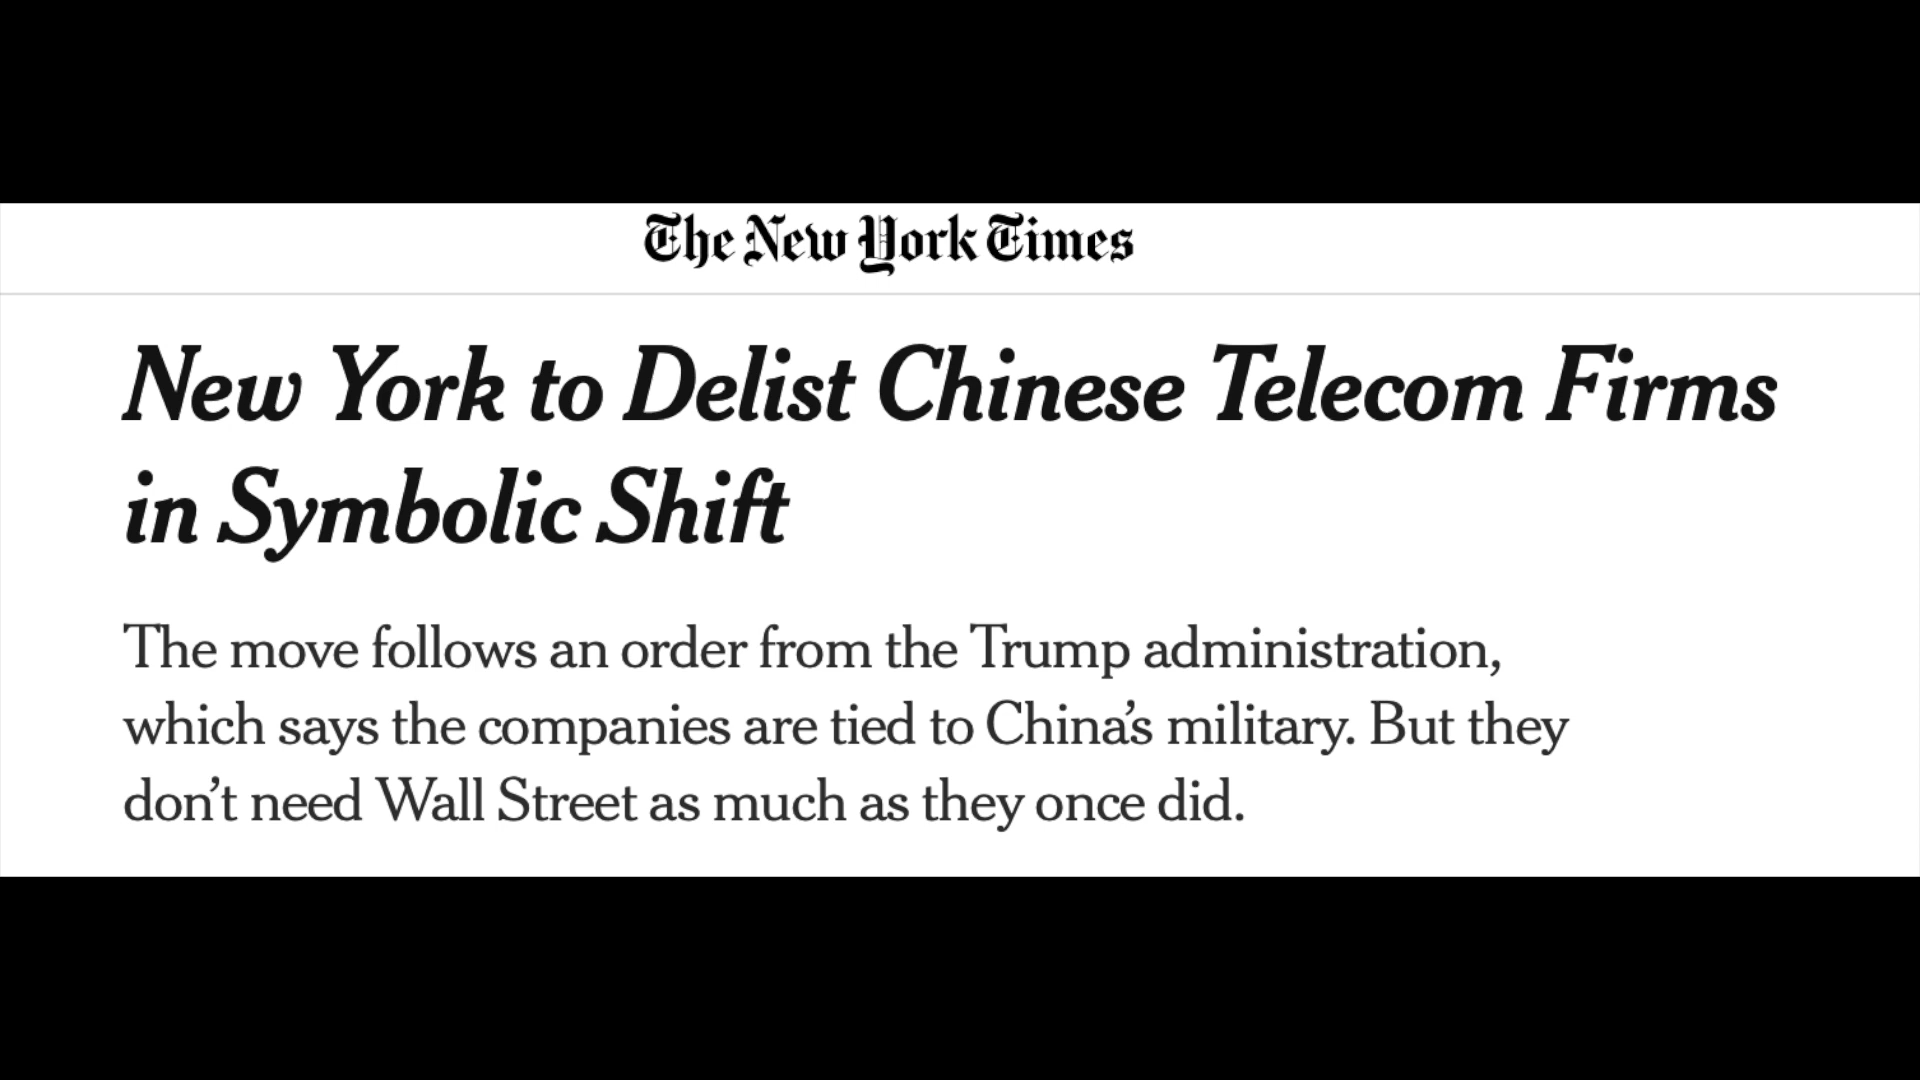 The New York Times
New York to Delist Chinese Telecom Firms
in Symbolic Shift
The move follows an order from the Trump administration,
which says the companies are tied to China’s military. But they
don’t need Wall Street as much as they once did.